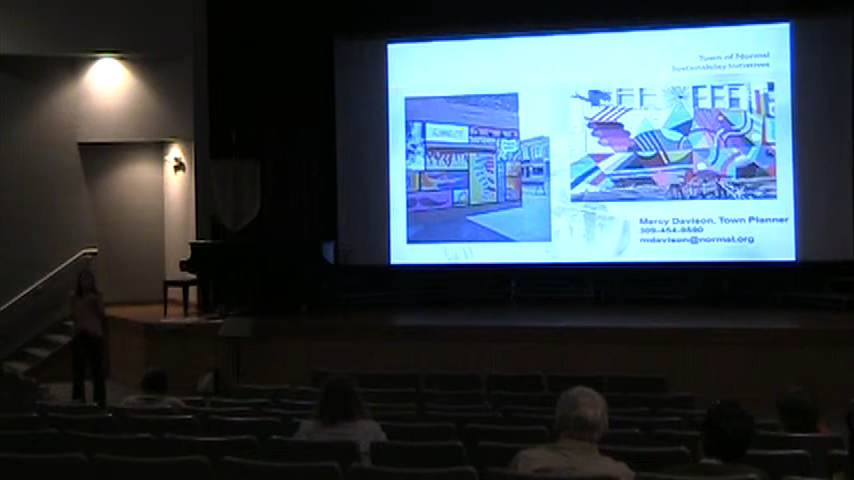 Town of Normal
Sustainability Initiatives
Mercy Davison, Town Planner
309-454-9590
mdavison@normal.org